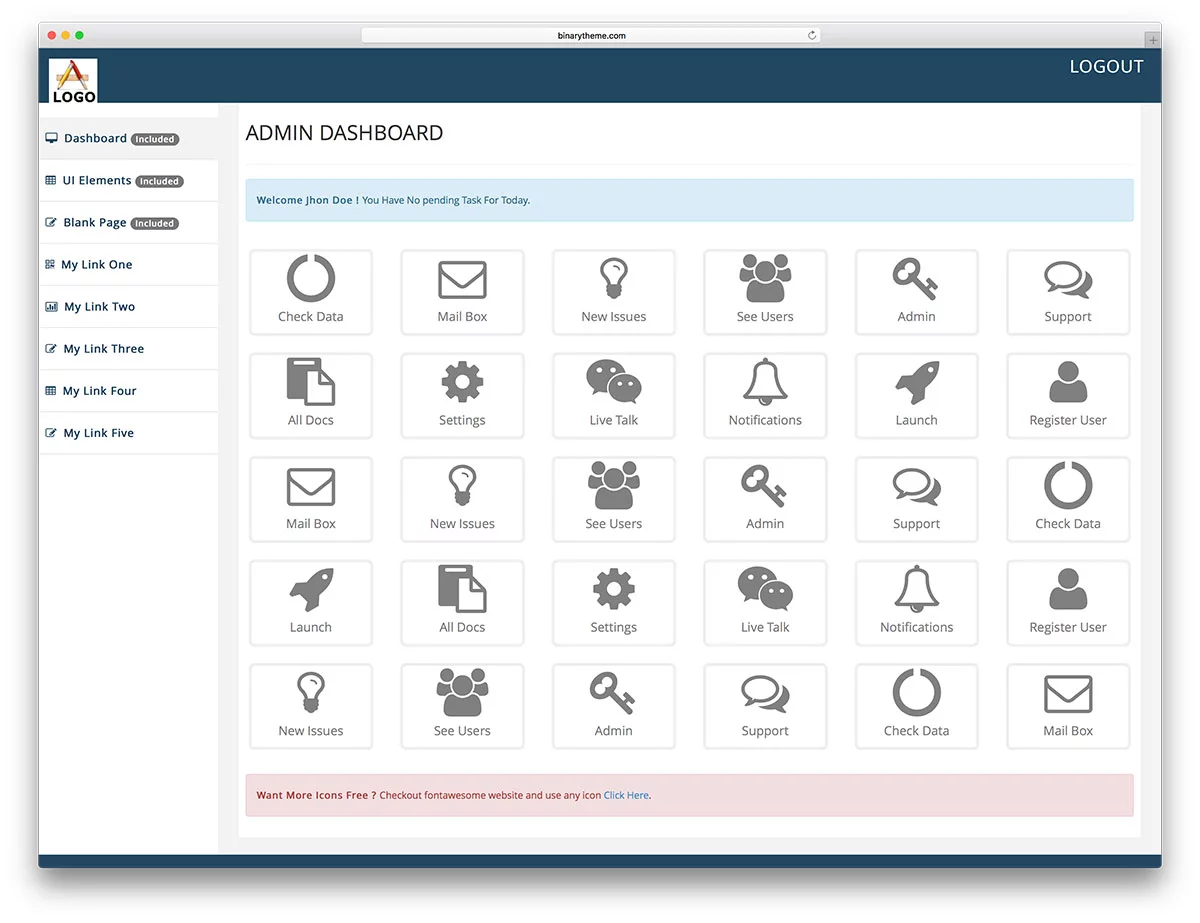 binarytheme.com
LOGO
LOGOUT
Dashboard Included
UI Elements Included
Blank Page Included
My Link One
My Link Two
My Link Three
My Link Four
My Link Five
ADMIN DASHBOARD
Welcome Jhon Doe ! You Have No pending Task For Today.
Check Data Mail Box New Issues See Users Admin Support
All Docs Settings Live Talk Notifications Launch Register User
Mail Box New Issues See Users Admin Support Check Data
Launch All Docs Settings Live Talk Notifications Register User
New Issues See Users Admin Support Check Data Mail Box
Want More Icons Free ? Checkout fontawesome website and use any icon Click Here.